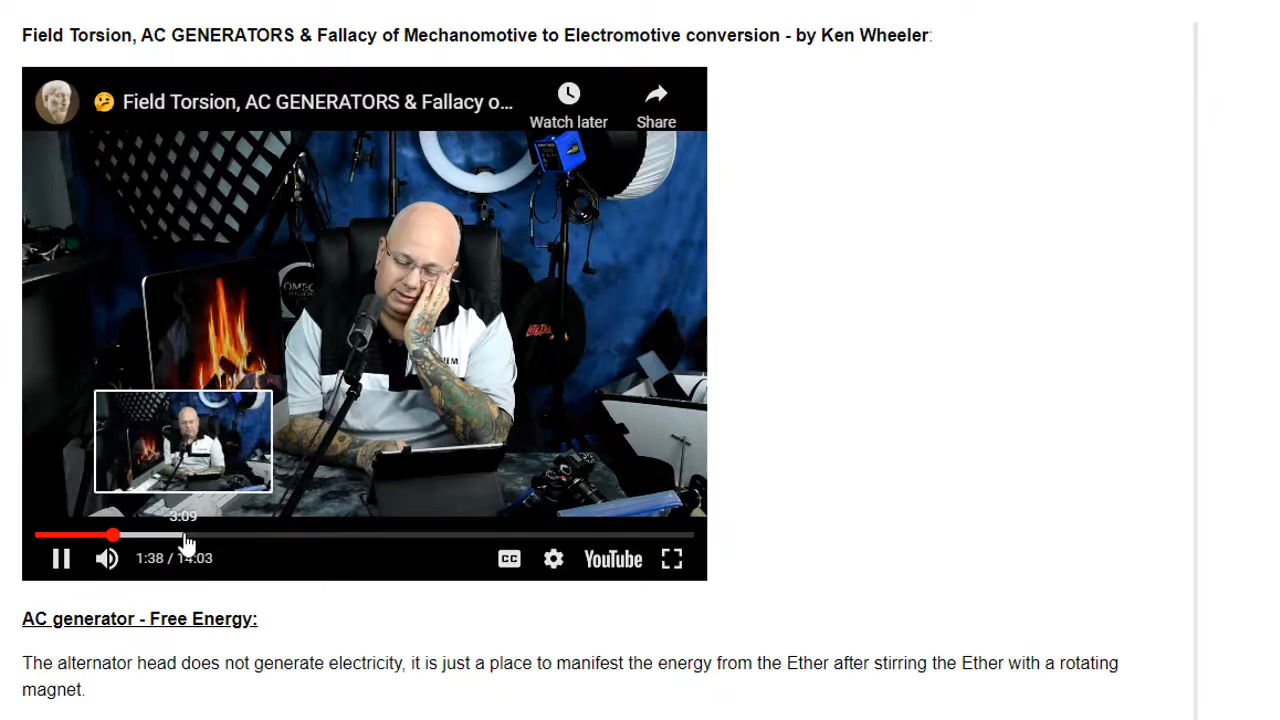 Field Torsion, AC GENERATORS & Fallacy of Mechanomotive to Electromotive conversion - by Ken Wheeler:
🤔 Field Torsion, AC GENERATORS & Fallacy o...
Watch later
Share
3:09
1:38 / 14:03
CC
YouTube
AC generator - Free Energy:
The alternator head does not generate electricity, it is just a place to manifest the energy from the Ether after stirring the Ether with a rotating
magnet.